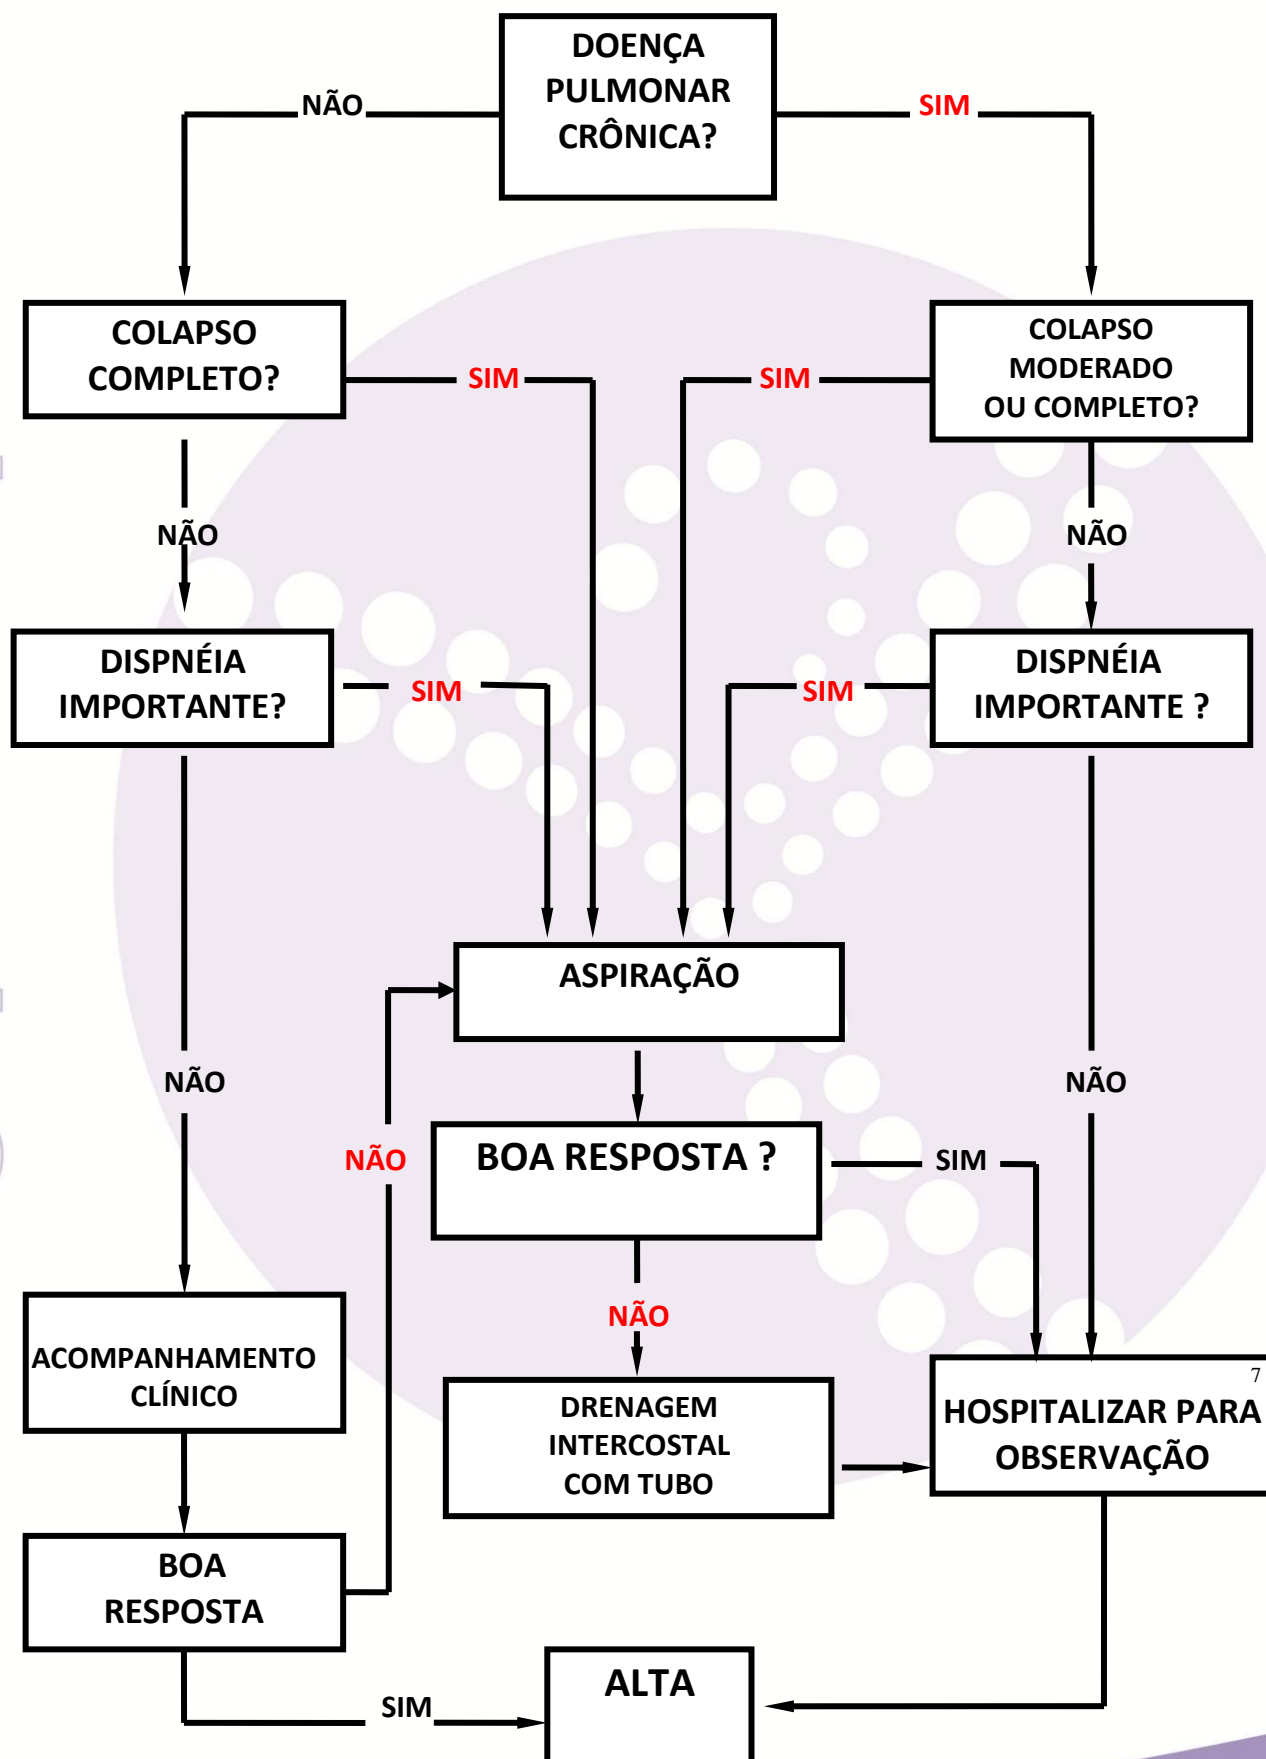 DOENÇA
PULMONAR
CRÔNICA?
NÃO
SIM
COLAPSO
COMPLETO?
SIM
SIM
COLAPSO
MODERADO
OU COMPLETO?
NÃO
NÃO
DISPNÉIA
IMPORTANTE?
SIM
SIM
DISPNÉIA
IMPORTANTE ?
ASPIRAÇÃO
NÃO
NÃO
NÃO
BOA RESPOSTA ?
SIM
NÃO
ACOMPANHAMENTO
CLÍNICO
DRENAGEM
INTERCOSTAL
COM TUBO
7
HOSPITALIZAR PARA
OBSERVAÇÃO
BOA
RESPOSTA
SIM
ALTA